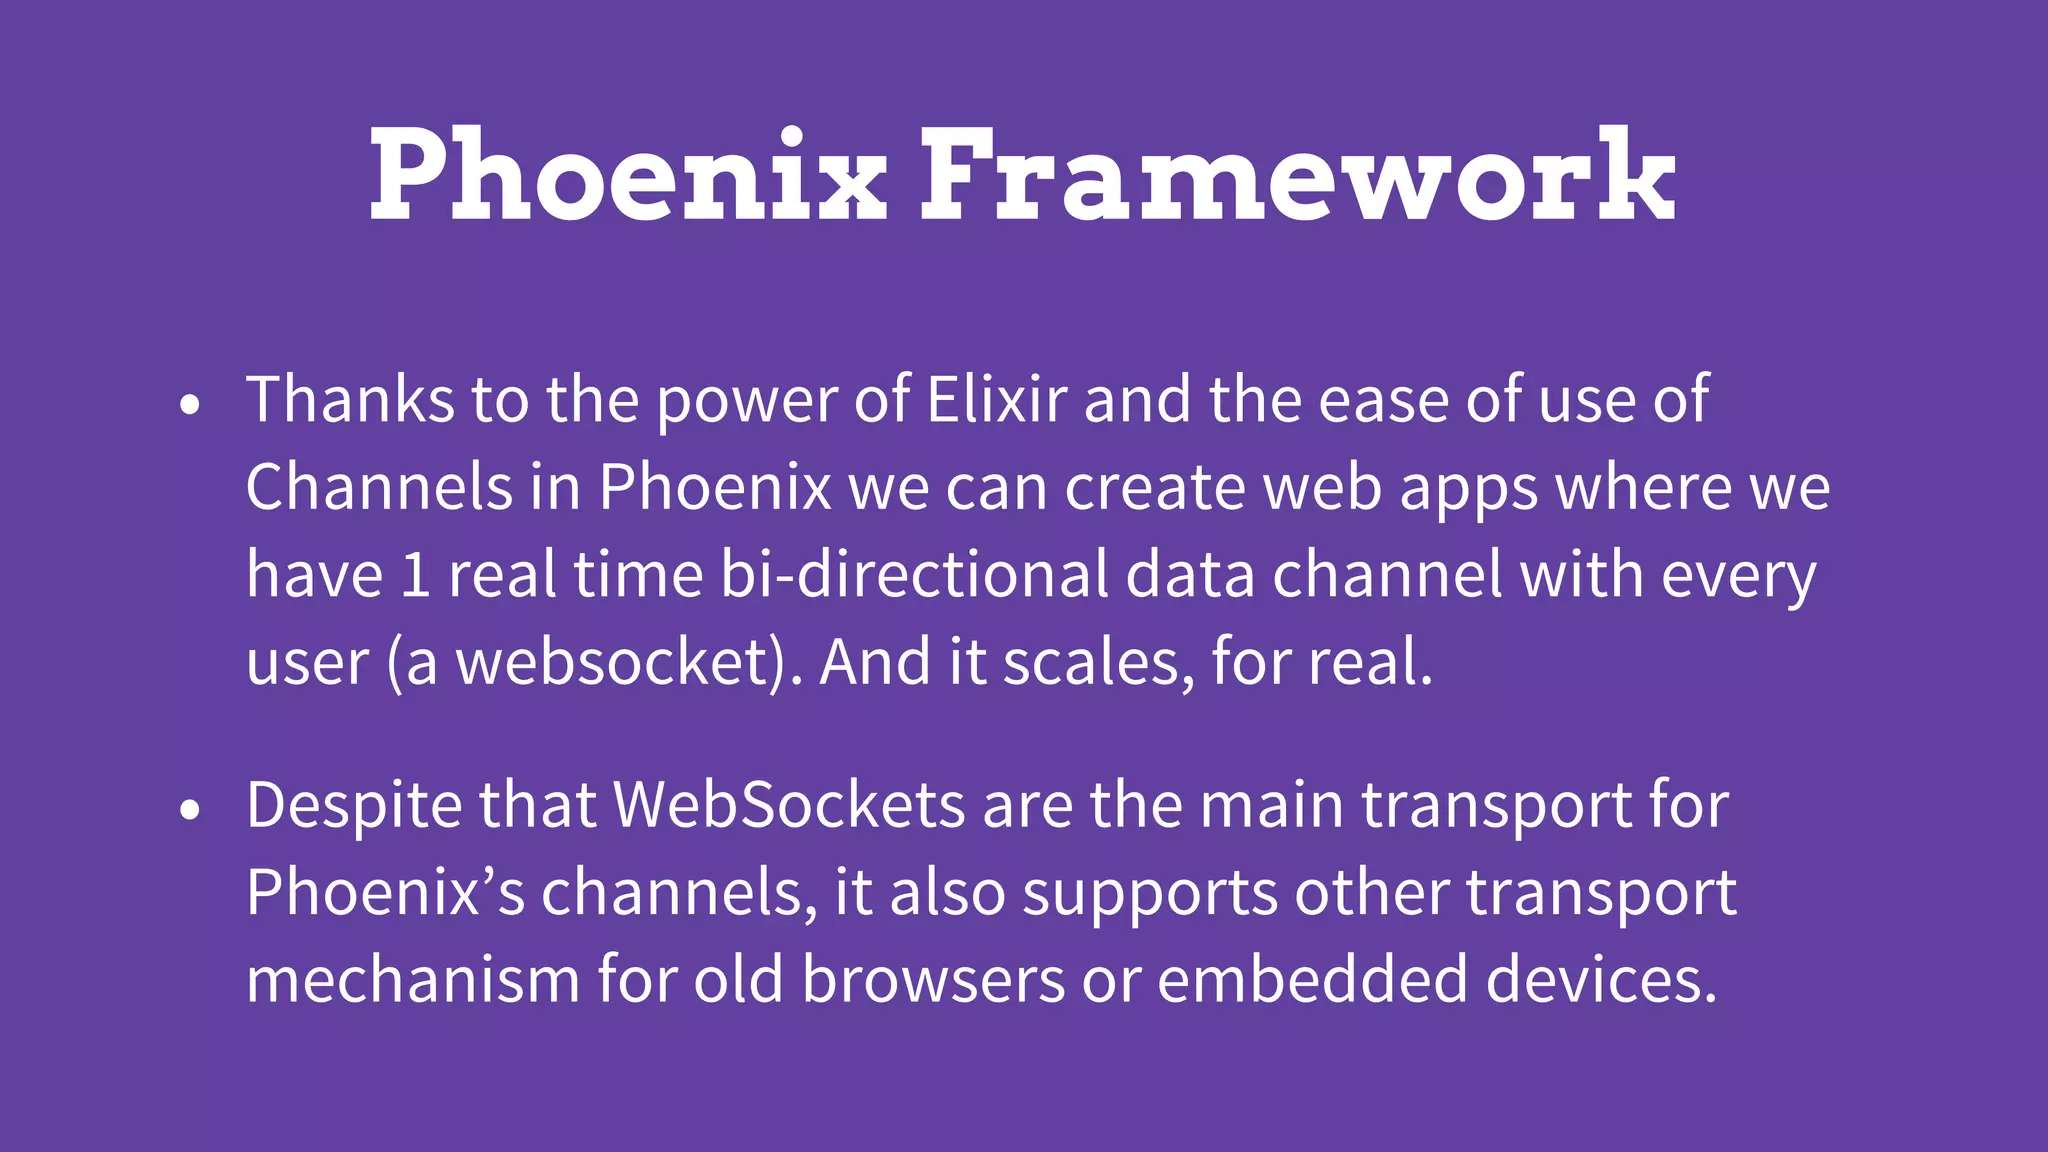 Phoenix Framework
• Thanks to the power of Elixir and the ease of use of
Channels in Phoenix we can create web apps where we
have 1 real time bi-directional data channel with every
user (a websocket). And it scales, for real.
• Despite that WebSockets are the main transport for
Phoenix’s channels, it also supports other transport
mechanism for old browsers or embedded devices.